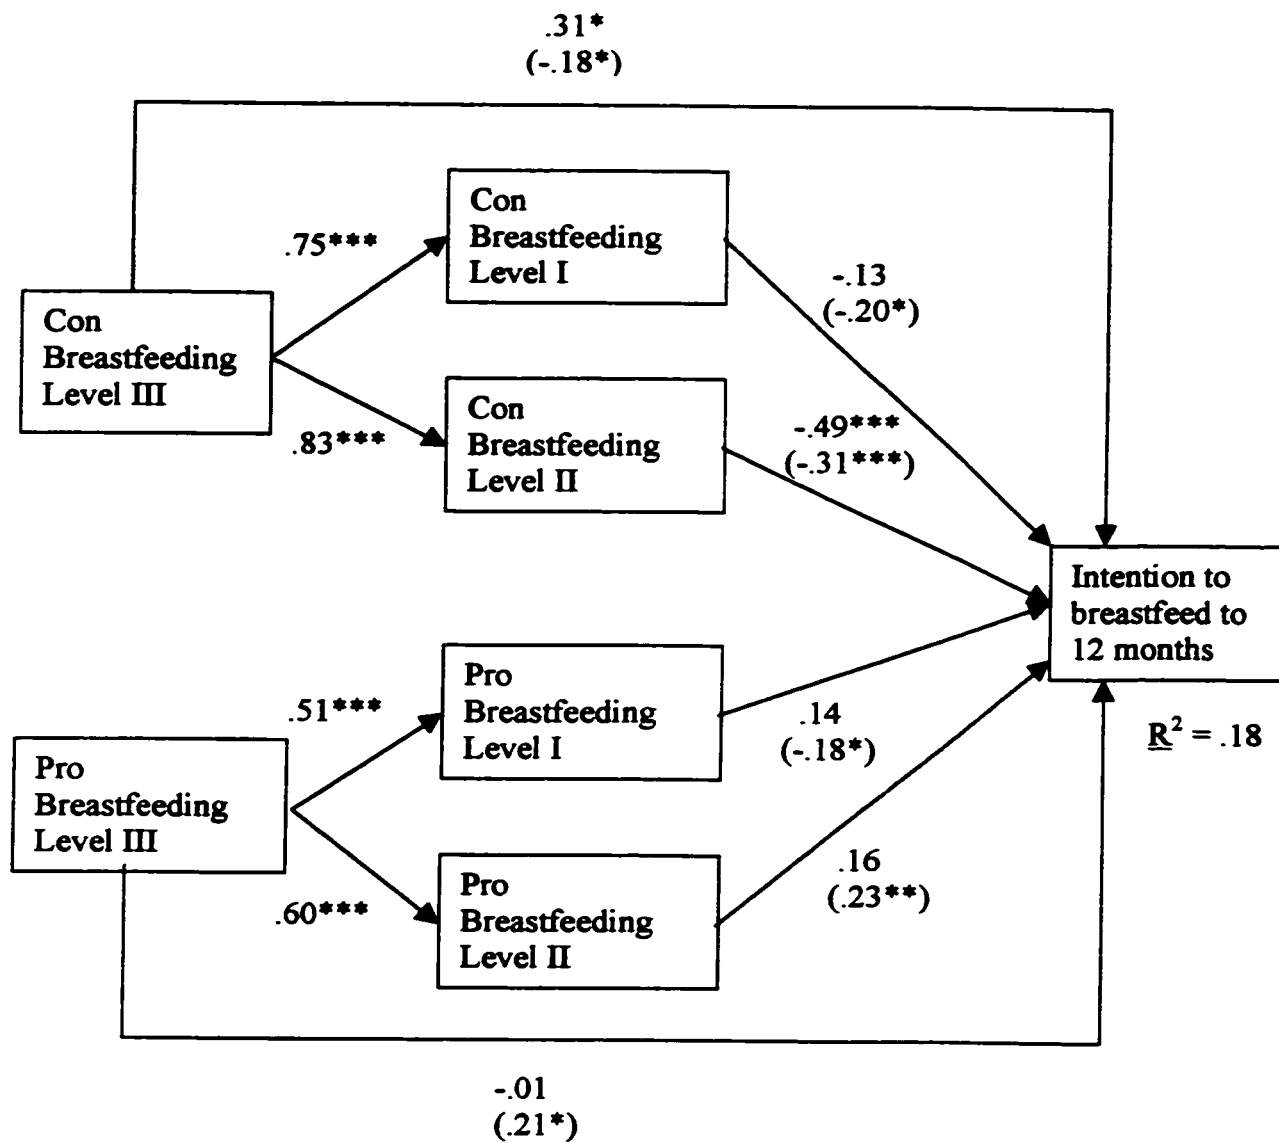 .31*
(-.18*)
Con
Breastfeeding
Level I
.75***
-.13
(-.20*)
Con
Breastfeeding
Level III
Con
Breastfeeding
Level II
.83***
-.49***
(-.31***)
Intention to
breastfeed to
12 months
Pro
Breastfeeding
Level I
.51***
.14
(-.18*)
R² = .18
Pro
Breastfeeding
Level III
Pro
Breastfeeding
Level II
.60***
.16
(.23**)
-.01
(.21*)